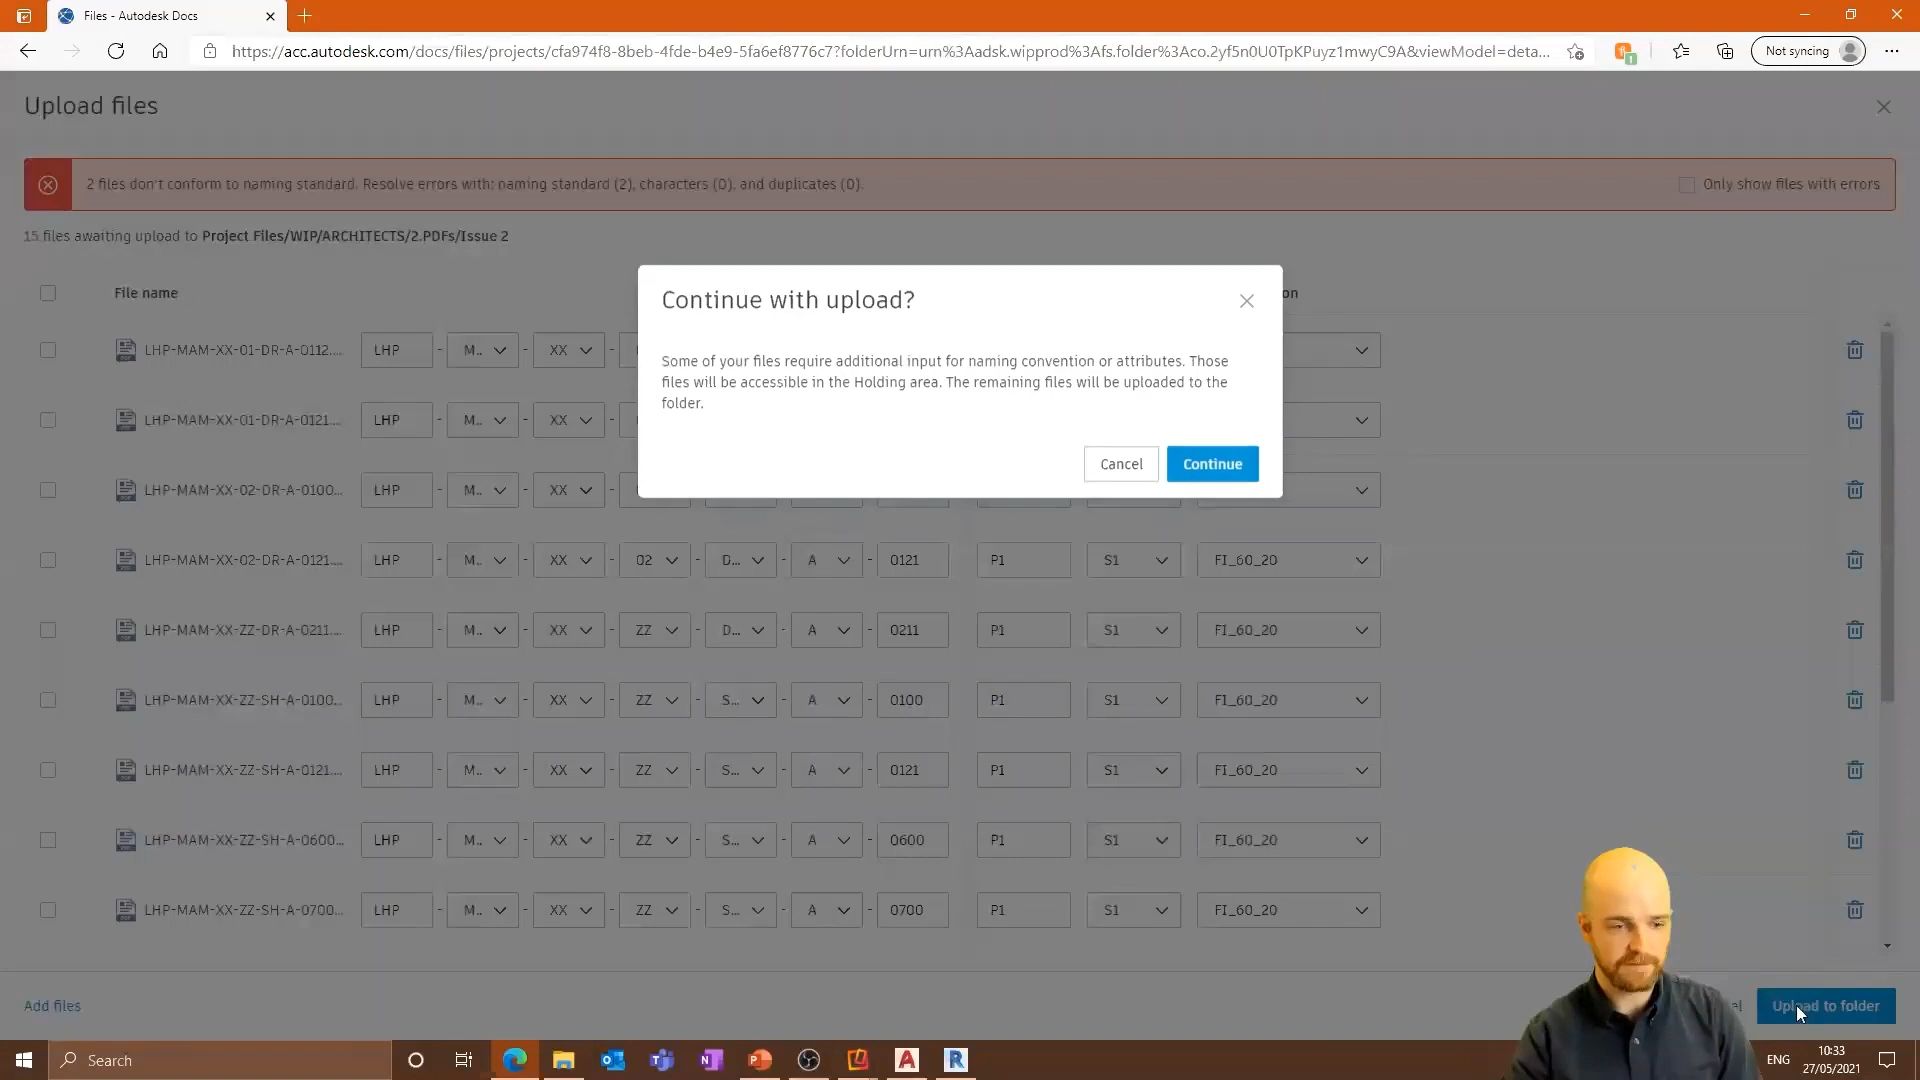 Files - Autodesk Docs
https://acc.autodesk.com/docs/files/projects/cfa974f8-8beb-4fde-b4e9-5fa6ef8776c7?folderUrn=urn%3Aadsk.wipprod%3Afs.folder%3Aco.2yf5n0U0TpKPuyz1mwyC9A&viewModel=deta...
1
Not syncing
Upload files
2 files don't conform to naming standard. Resolve errors with: naming standard (2), characters (0), and duplicates (0).
Only show files with errors
15 files awaiting upload to Project Files/WIP/ARCHITECTS/2.PDFs/Issue 2
File name
Continue with upload?
Some of your files require additional input for naming convention or attributes. Those
files will be accessible in the Holding area. The remaining files will be uploaded to the
folder.
Cancel Continue
LHP-MAM-XX-01-DR-A-0112.... LHP - M.. - XX -
LHP-MAM-XX-01-DR-A-0121.... LHP - M.. - XX -
LHP-MAM-XX-02-DR-A-0100... LHP - M.. - XX -
LHP-MAM-XX-02-DR-A-0121.... LHP - M.. - XX - 02 D... - A - 0121 P1 S1 FI_60_20
LHP-MAM-XX-ZZ-DR-A-0211.... LHP - M.. - XX - ZZ D... - A - 0211 P1 S1 FI_60_20
LHP-MAM-XX-ZZ-SH-A-0100... LHP - M.. - XX - ZZ S... - A - 0100 P1 S1 FI_60_20
LHP-MAM-XX-ZZ-SH-A-0121.... LHP - M.. - XX - ZZ S... - A - 0121 P1 S1 FI_60_20
LHP-MAM-XX-ZZ-SH-A-0600... LHP - M.. - XX - ZZ S... - A - 0600 P1 S1 FI_60_20
LHP-MAM-XX-ZZ-SH-A-0700... LHP - M.. - XX - ZZ S... - A - 0700 P1 S1 FI_60_20
Add files
Upload to folder
Search
ENG
10:33
27/05/2021